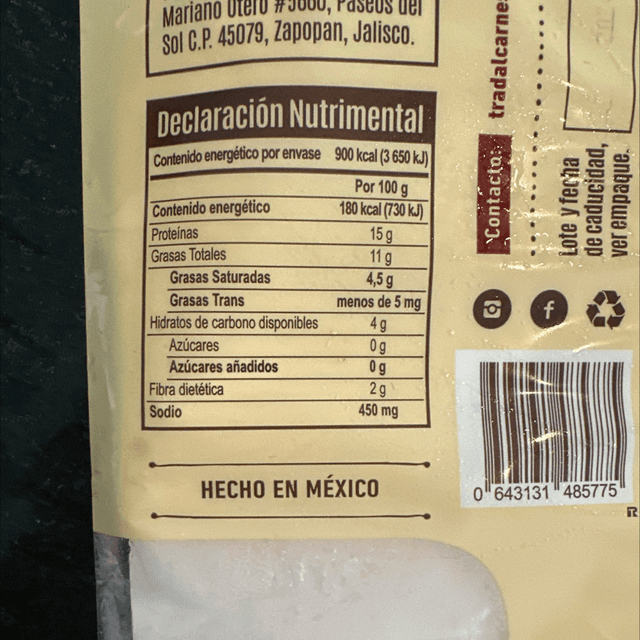 Mariano Otero #5680, Paseos del
Sol C.P. 45079, Zapopan, Jalisco.
Declaración Nutrimental
Contenido energético por envase 900 kcal (3 650 kJ)
Por 100 g
Contenido energético 180 kcal (730 kJ)
Proteínas 15 g
Grasas Totales 11 g
Grasas Saturadas 4,5 g
Grasas Trans menos de 5 mg
Hidratos de carbono disponibles 4 g
Azúcares 0 g
Azúcares añadidos 0 g
Fibra dietética 2 g
Sodio 450 mg
HECHO EN MÉXICO
Contacto: tradalcarnes
Lote y fecha
de caducidad,
ver empaque.
0 643131 485775